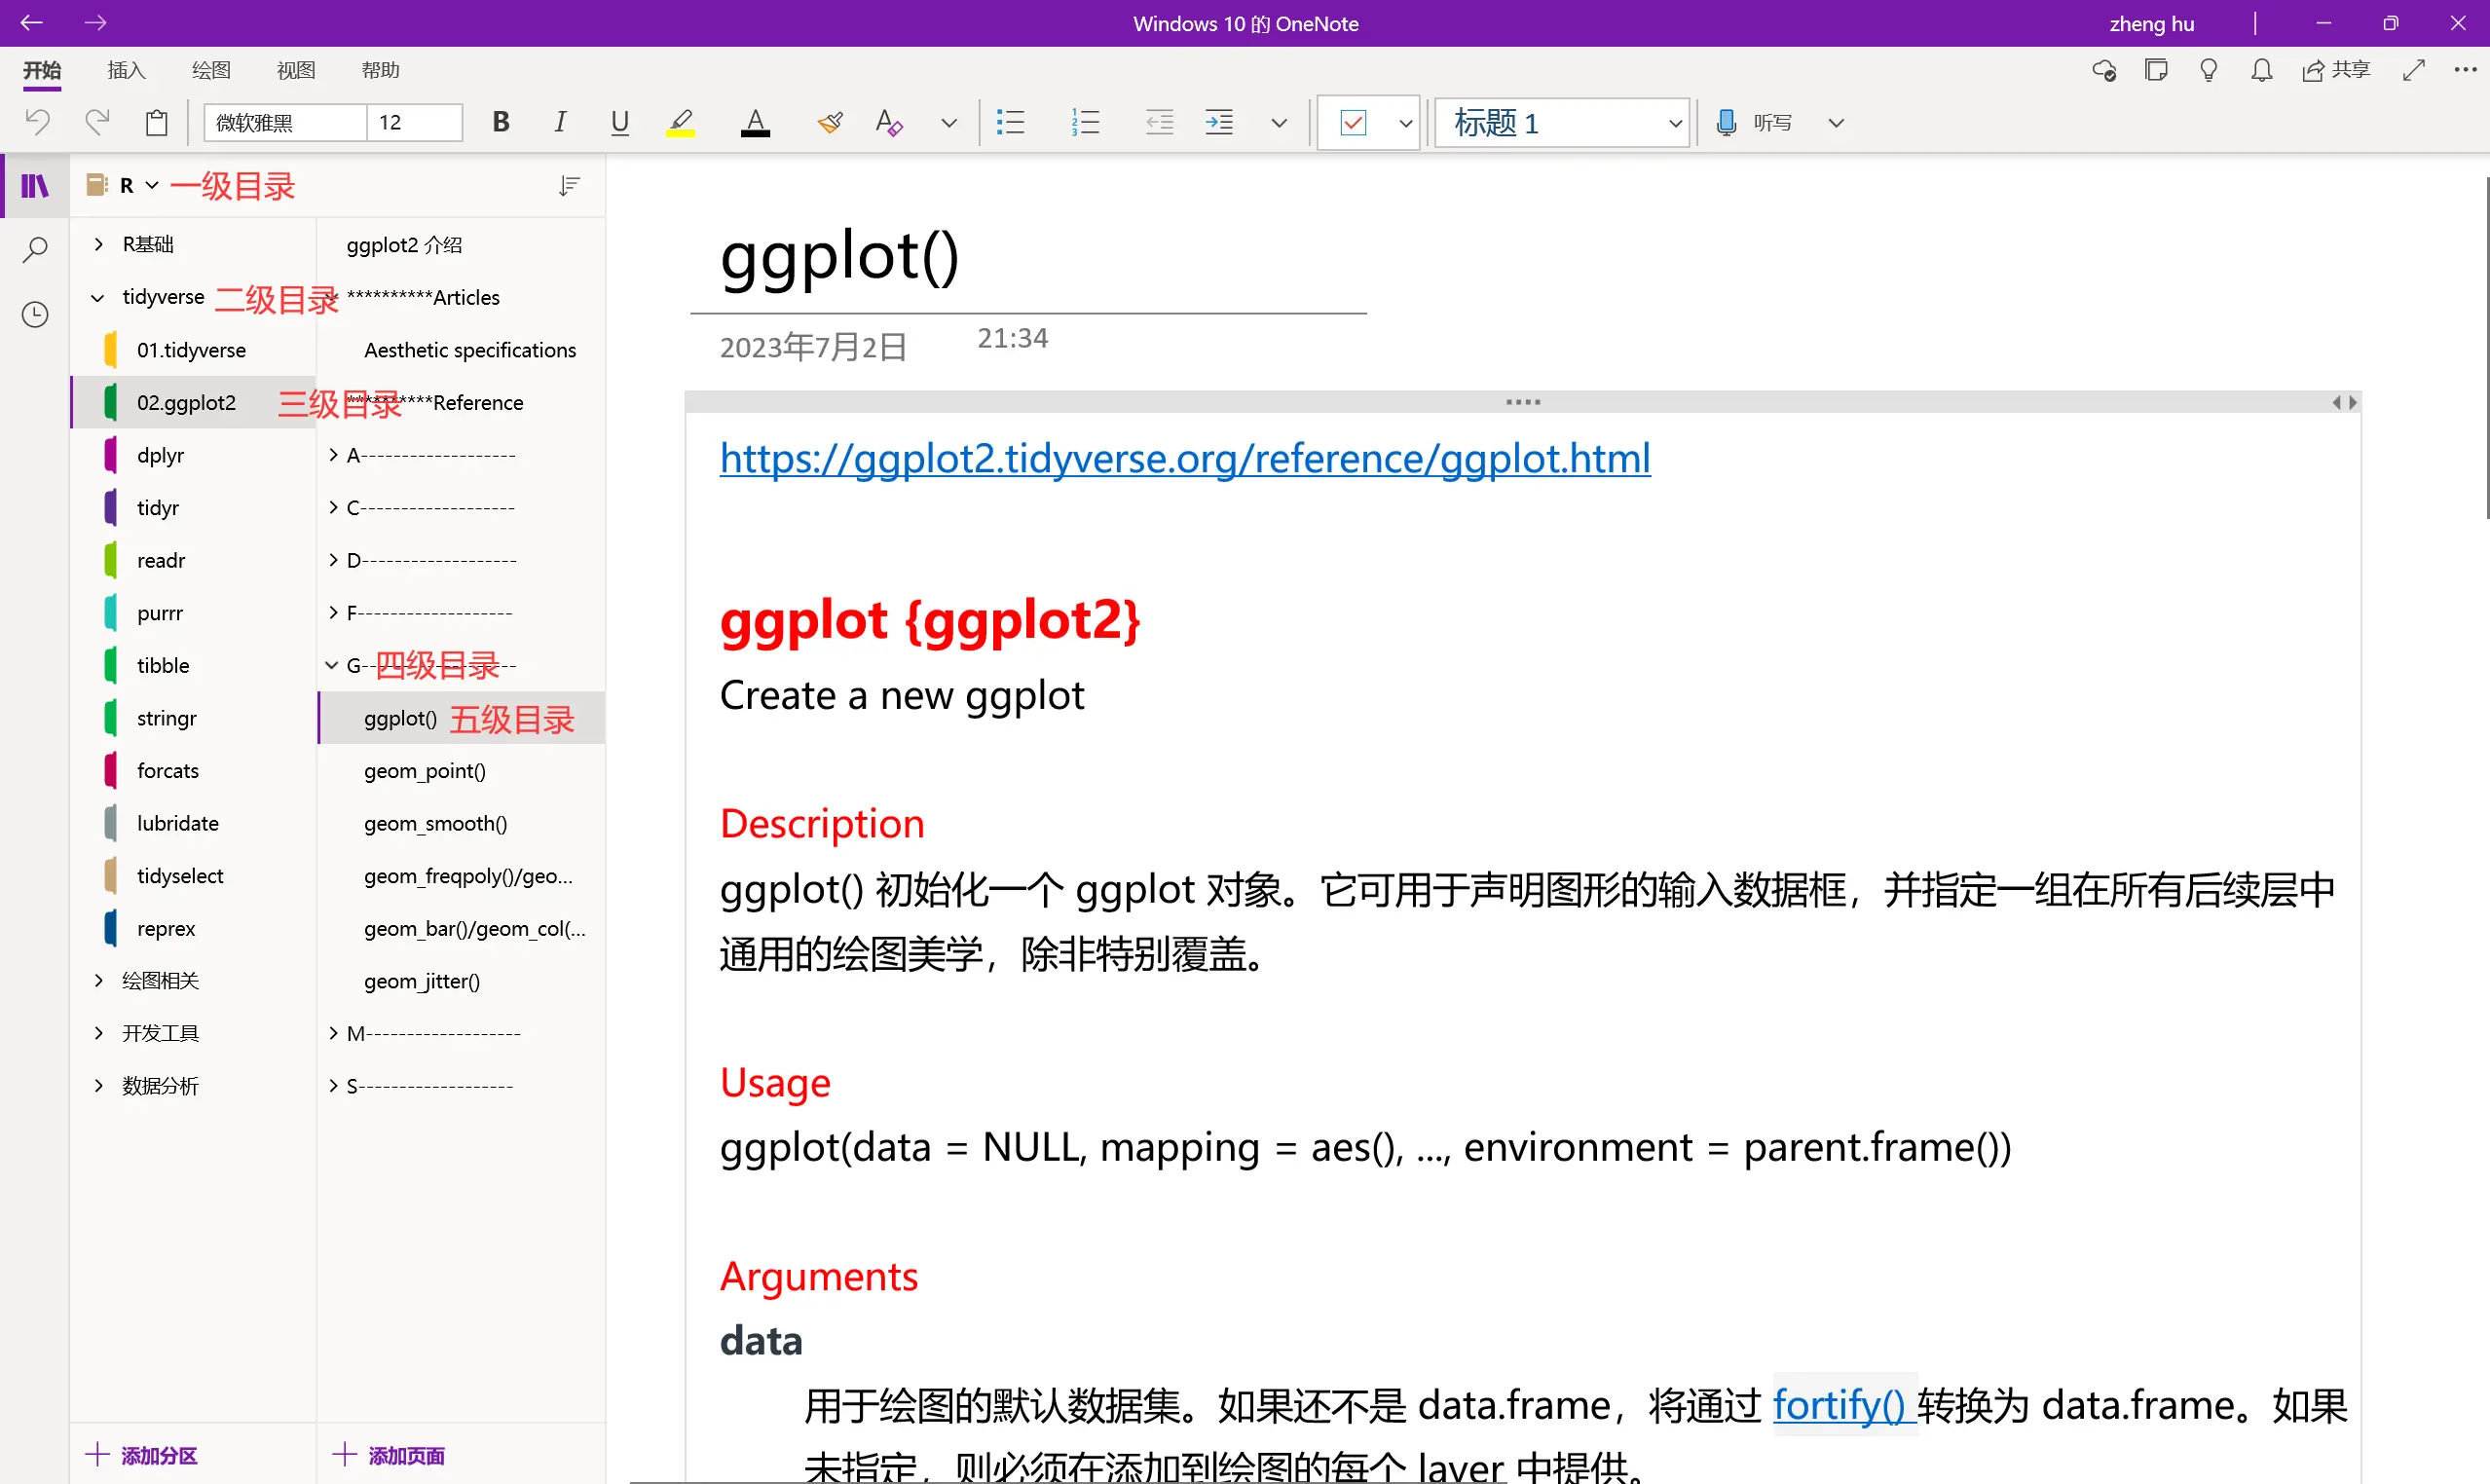 Windows 10 的 OneNote
zheng hu
开始 插入 绘图 视图 帮助
共享
微软雅黑 12 B I U A A 标题 1 听写
R 一级目录
R基础
tidyverse 二级目录
01.tidyverse
02.ggplot2 三级目录
dplyr
tidyr
readr
purrr
tibble
stringr
forcats
lubridate
tidyselect
reprex
绘图相关
开发工具
数据分析
添加分区
ggplot2 介绍
**********Articles
Aesthetic specifications
**********Reference
A-------------------
C-------------------
D-------------------
F-------------------
G------------------- 四级目录
ggplot() 五级目录
geom_point()
geom_smooth()
geom_freqpoly()/geo...
geom_bar()/geom_col(...
geom_jitter()
M-------------------
S-------------------
添加页面
ggplot()
2023年7月2日 21:34
https://ggplot2.tidyverse.org/reference/ggplot.html
ggplot {ggplot2}
Create a new ggplot
Description
ggplot() 初始化一个 ggplot 对象。它可用于声明图形的输入数据框，并指定一组在所有后续层中
通用的绘图美学，除非特别覆盖。
Usage
ggplot(data = NULL, mapping = aes(), ..., environment = parent.frame())
Arguments
data
用于绘图的默认数据集。如果还不是 data.frame，将通过 fortify() 转换为 data.frame。如果
未指定，则必须在添加到绘图的每个 layer 中提供。